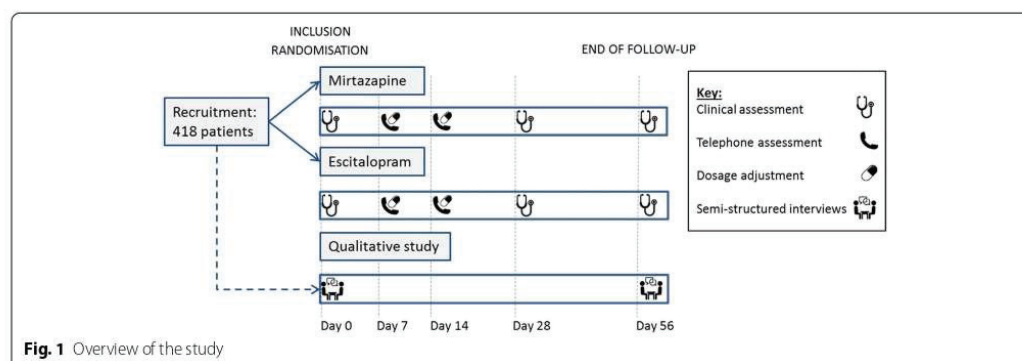 INCLUSION
RANDOMISATION
END OF FOLLOW-UP
Mirtazapine
Recruitment:
418 patients
Escitalopram
Qualitative study
Day 0
Day 7
Day 14
Day 28
Day 56
Key:
Clinical assessment
Telephone assessment
Dosage adjustment
Semi-structured interviews
Fig. 1 Overview of the study